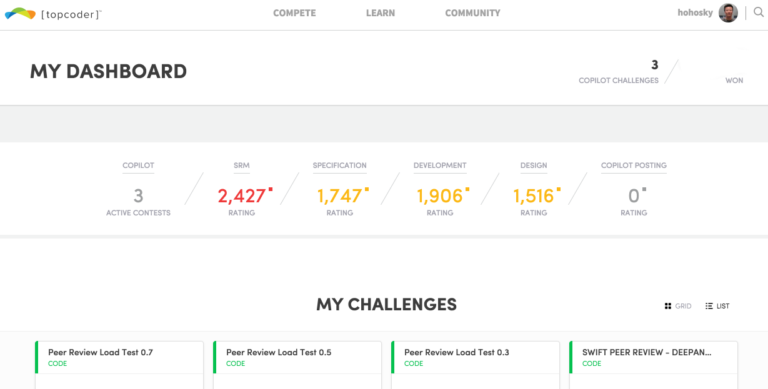 [topcoder]™
COMPETE LEARN COMMUNITY
hohosky
MY DASHBOARD
3
COPILOT CHALLENGES
WON
COPILOT SRM SPECIFICATION DEVELOPMENT DESIGN COPILOT POSTING
3 2,427 1,747 1,906 1,516 0
ACTIVE CONTESTS RATING RATING RATING RATING RATING
MY CHALLENGES
GRID LIST
Peer Review Load Test 0.7 Peer Review Load Test 0.5 Peer Review Load Test 0.3 SWIFT PEER REVIEW - DEEPAN...
CODE CODE CODE CODE